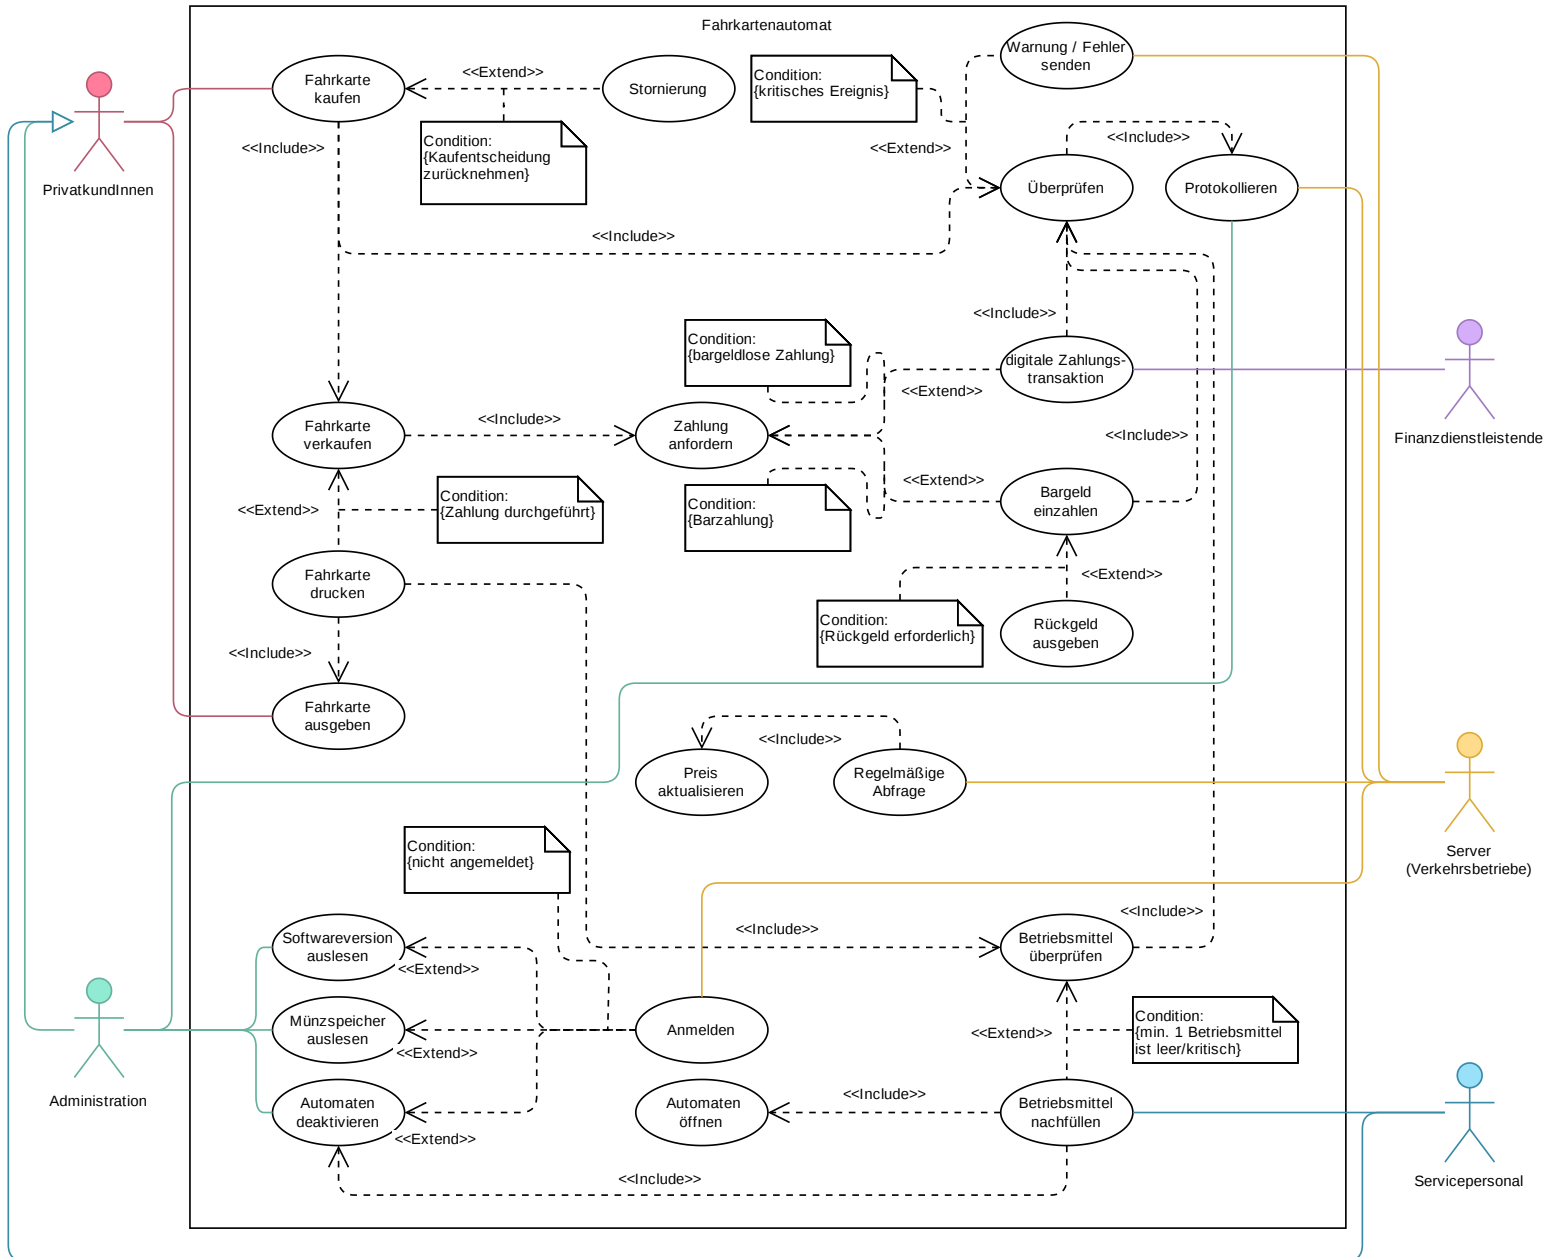 Fahrkartenautomat
Warnung / Fehler
senden
Fahrkarte
kaufen
<<Extend>>
Stornierung
Condition:
{kritisches Ereignis}
<<Include>>
Condition:
{Kaufentscheidung
zurücknehmen}
<<Extend>>
<<Include>>
PrivatkundInnen
Überprüfen
Protokollieren
<<Include>>
<<Include>>
Condition:
{bargeldlose Zahlung}
digitale Zahlungs-
transaktion
<<Extend>>
Finanzdienstleistende
Fahrkarte
verkaufen
<<Include>>
Zahlung
anfordern
<<Include>>
<<Extend>>
Condition:
{Zahlung durchgeführt}
<<Extend>>
Condition:
{Barzahlung}
Bargeld
einzahlen
Fahrkarte
drucken
<<Extend>>
Condition:
{Rückgeld erforderlich}
Rückgeld
ausgeben
<<Include>>
Fahrkarte
ausgeben
<<Include>>
Preis
aktualisieren
Regelmäßige
Abfrage
Condition:
{nicht angemeldet}
Server
(Verkehrsbetriebe)
Softwareversion
auslesen
<<Extend>>
<<Include>>
<<Include>>
Betriebsmittel
überprüfen
Münzspeicher
auslesen
<<Extend>>
Anmelden
<<Extend>>
Condition:
{min. 1 Betriebsmittel
ist leer/kritisch}
Administration
Automaten
deaktivieren
<<Extend>>
Automaten
öffnen
<<Include>>
Betriebsmittel
nachfüllen
<<Include>>
Servicepersonal